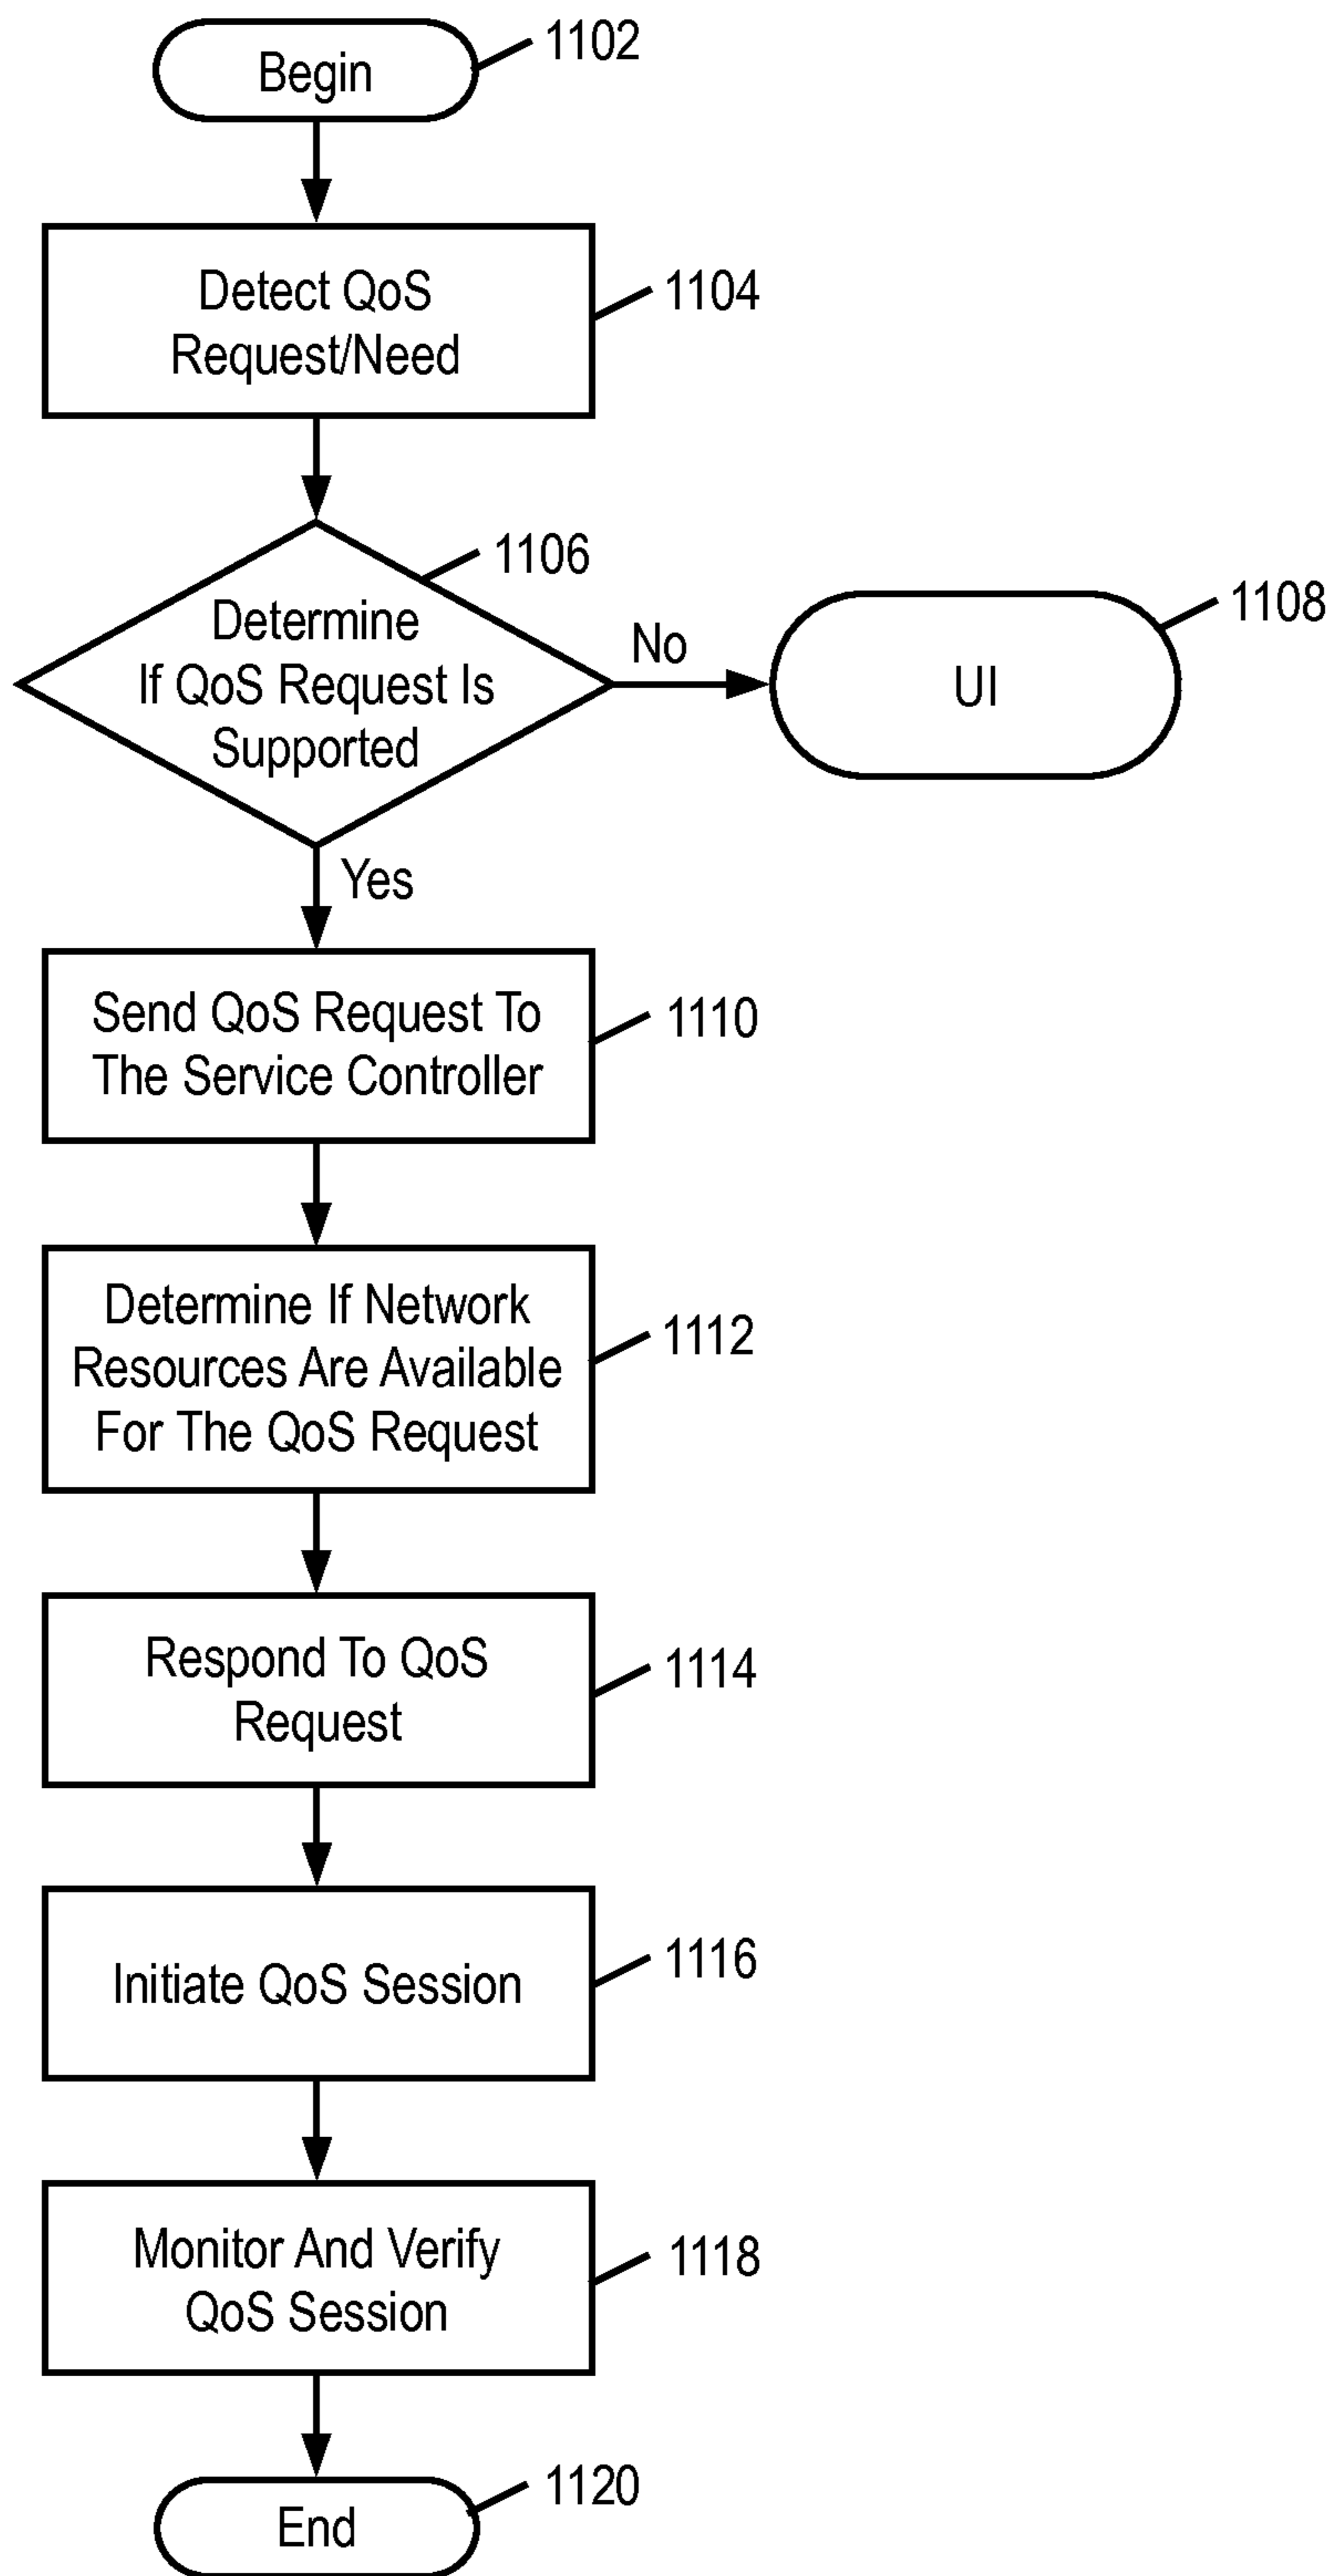 Begin
1102
Detect QoS
Request/Need
1104
1106
Determine
If QoS Request Is
Supported
No
UI
1108
Yes
Send QoS Request To
The Service Controller
1110
Determine If Network
Resources Are Available
For The QoS Request
1112
Respond To QoS
Request
1114
Initiate QoS Session
1116
Monitor And Verify
QoS Session
1118
End
1120